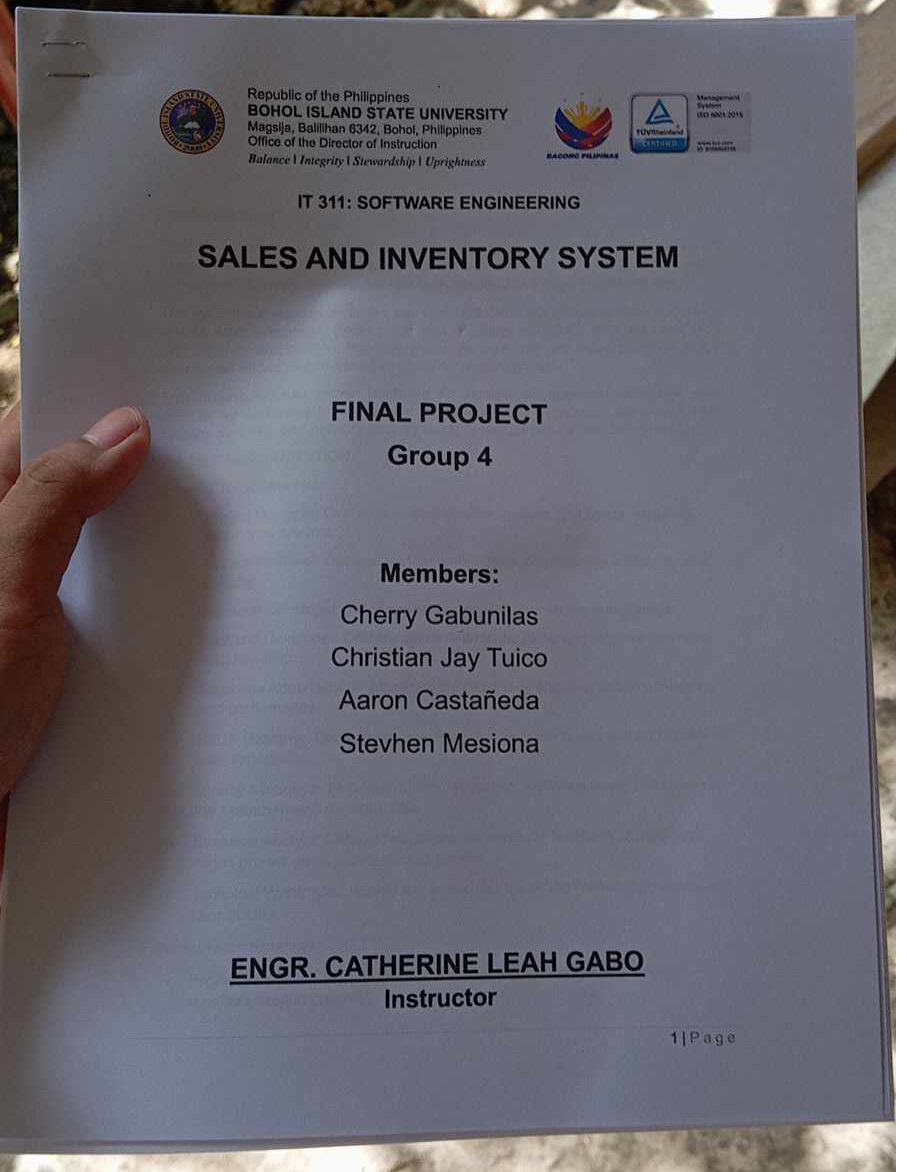 Republic of the Philippines
BOHOL ISLAND STATE UNIVERSITY
Magsija, Balilihan 6342, Bohol, Philippines
Office of the Director of Instruction
Balance | Integrity | Stewardship | Uprightness
BAGONG PILIPINAS
TÜVRheinland
CERTIFIED
Management
System
ISO 9001:2015
IT 311: SOFTWARE ENGINEERING
SALES AND INVENTORY SYSTEM
FINAL PROJECT
Group 4
Members:
Cherry Gabunilas
Christian Jay Tuico
Aaron Castañeda
Stevhen Mesiona
ENGR. CATHERINE LEAH GABO
Instructor
1 | Page